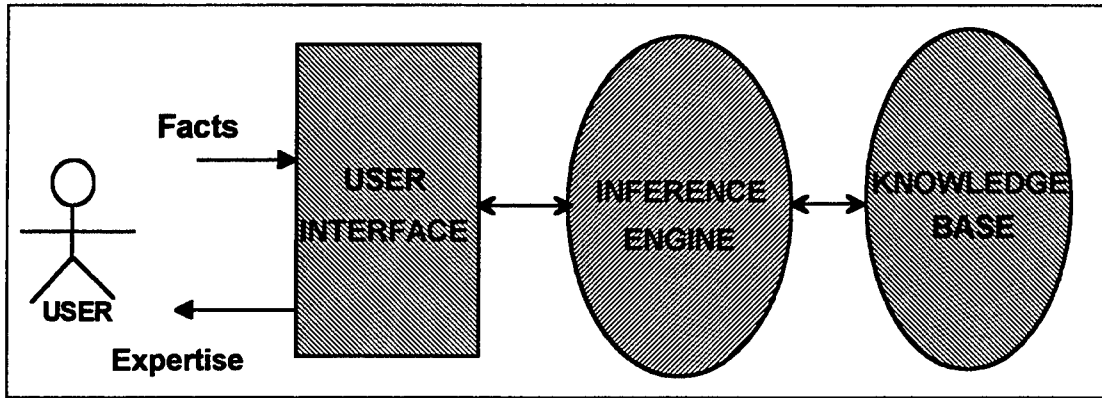 Facts
USER
INTERFACE
INFERENCE
ENGINE
KNOWLEDGE
BASE
USER
Expertise